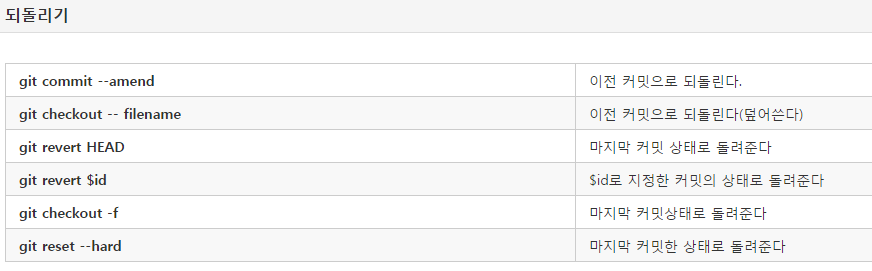 되돌리기
git commit --amend 이전 커밋으로 되돌린다.
git checkout -- filename 이전 커밋으로 되돌린다(덮어쓴다)
git revert HEAD 마지막 커밋 상태로 돌려준다
git revert $id $id로 지정한 커밋의 상태로 돌려준다
git checkout -f 마지막 커밋상태로 돌려준다
git reset --hard 마지막 커밋한 상태로 돌려준다